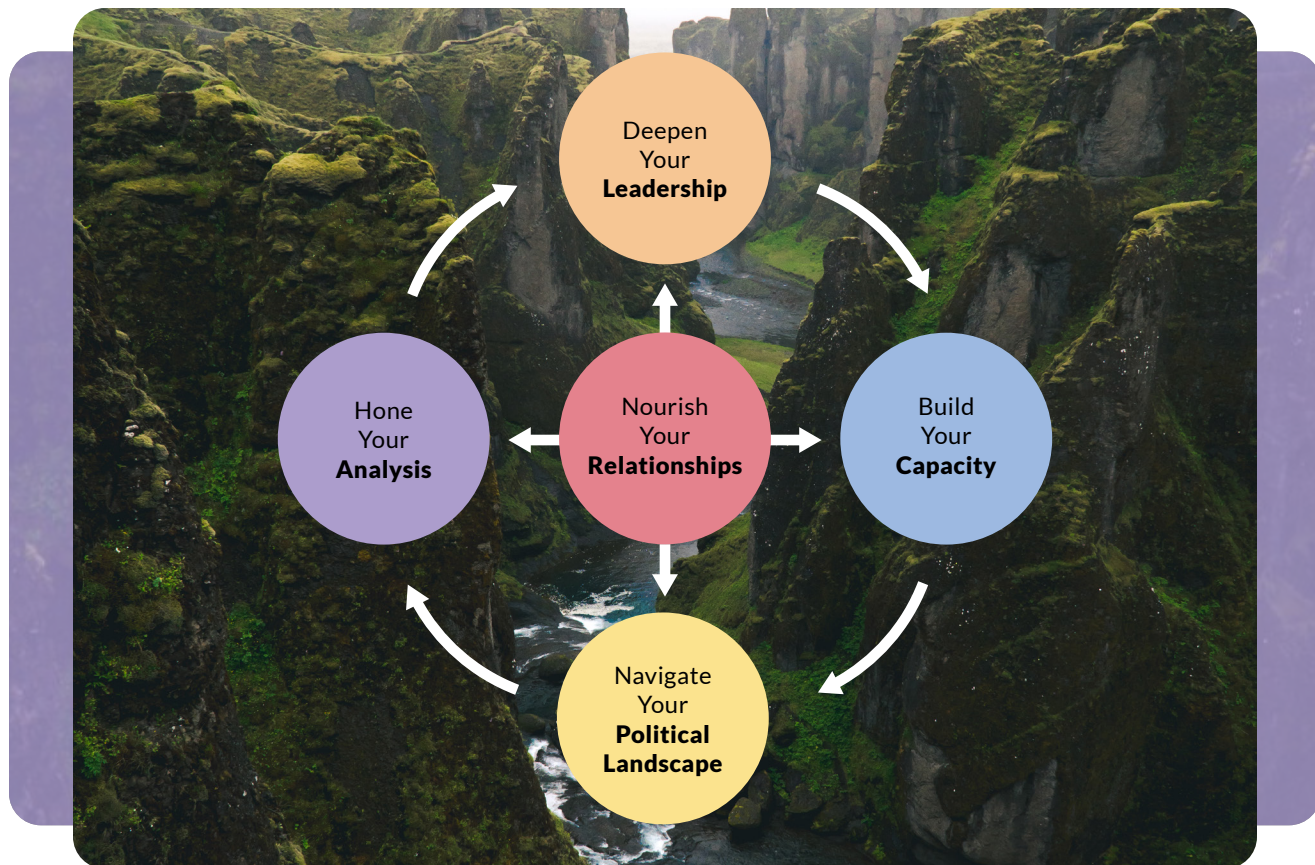 Deepen
Your
Leadership
Hone
Your
Analysis
Nourish
Your
Relationships
Build
Your
Capacity
Navigate
Your
Political
Landscape